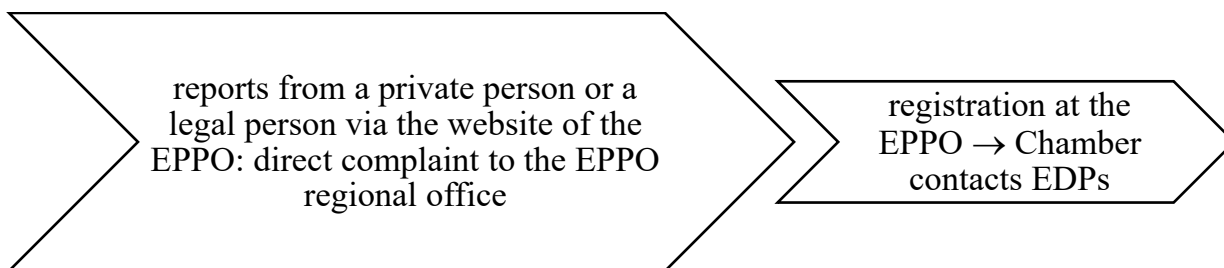 reports from a private person or a
legal person via the website of the
EPPO: direct complaint to the EPPO
regional office
registration at the
EPPO → Chamber
contacts EDPs